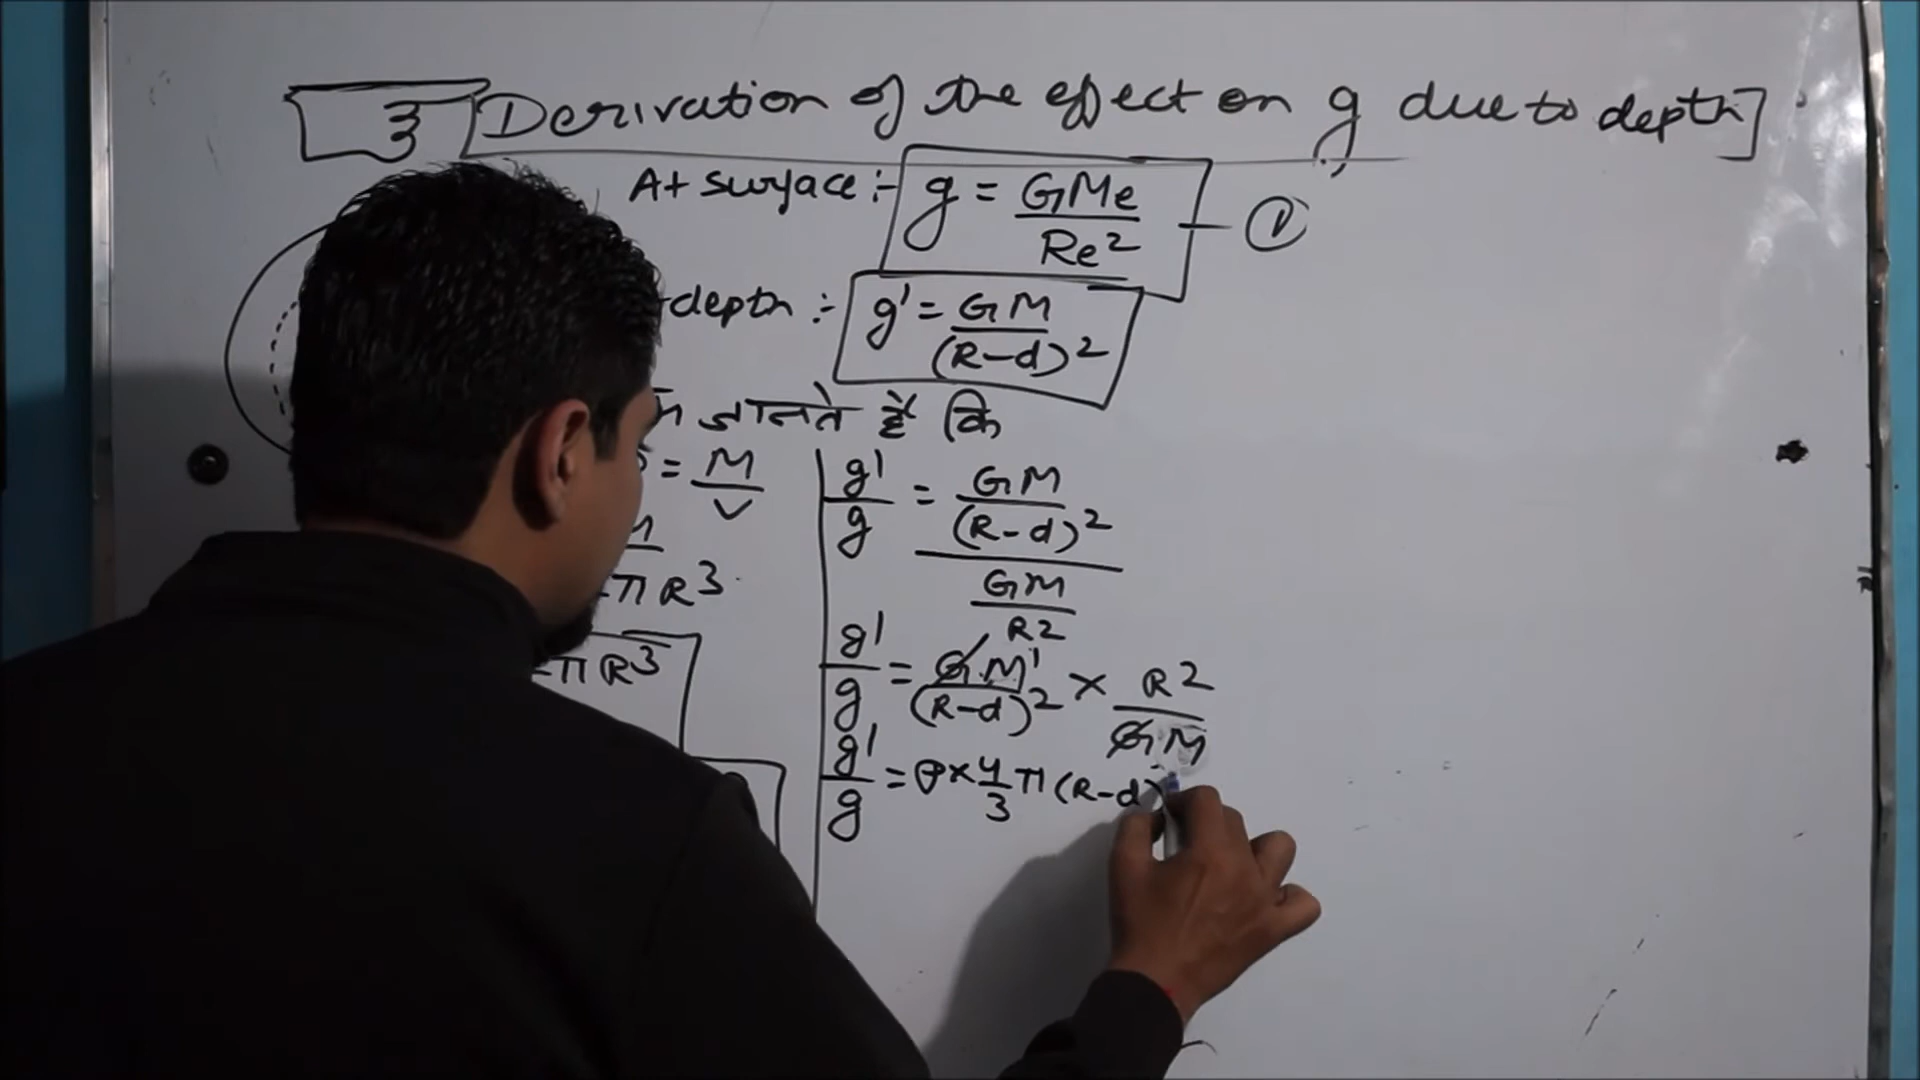 3 Derivation of the effect on g due to depth]
At surface :- g = GMe/Re² — ①
depth :- g' = GM/(R-d)²
जानते हैं कि
= M/V
πR³
πR³
g'/g = GM/(R-d)² / GM/R²
g'/g = GM'/(R-d)² × R²/GM
g'/g = ρ×4/3 π(R-d)